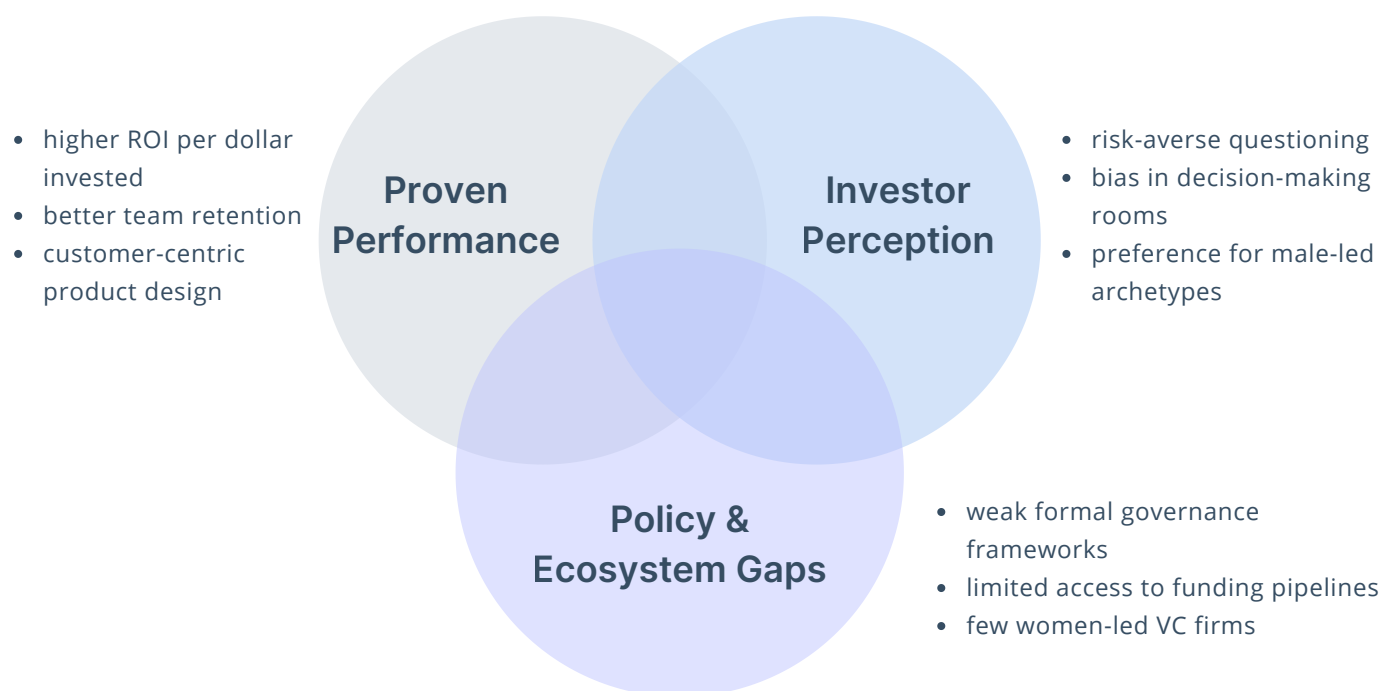 • higher ROI per dollar
invested
• better team retention
• customer-centric
product design
Proven
Performance
Investor
Perception
• risk-averse questioning
• bias in decision-making
rooms
• preference for male-led
archetypes
Policy &
Ecosystem Gaps
• weak formal governance
frameworks
• limited access to funding pipelines
• few women-led VC firms